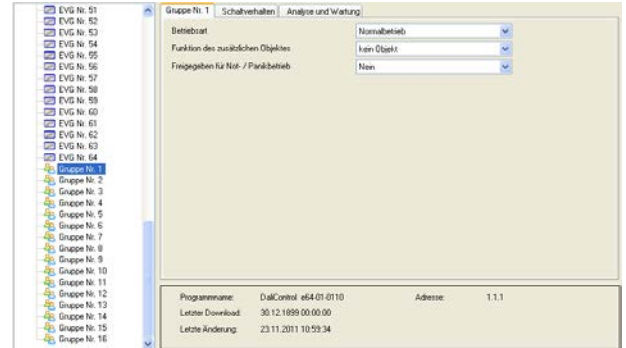 EVG Nr. 51
EVG Nr. 52
EVG Nr. 53
EVG Nr. 54
EVG Nr. 55
EVG Nr. 56
EVG Nr. 57
EVG Nr. 58
EVG Nr. 59
EVG Nr. 60
EVG Nr. 61
EVG Nr. 62
EVG Nr. 63
EVG Nr. 64
Gruppe Nr. 1
Gruppe Nr. 2
Gruppe Nr. 3
Gruppe Nr. 4
Gruppe Nr. 5
Gruppe Nr. 6
Gruppe Nr. 7
Gruppe Nr. 8
Gruppe Nr. 9
Gruppe Nr. 10
Gruppe Nr. 11
Gruppe Nr. 12
Gruppe Nr. 13
Gruppe Nr. 14
Gruppe Nr. 15
Gruppe Nr. 16
Gruppe Nr. 1 Schaltverhalten Analyse und Wartung
Betriebsart Normalbetrieb
Funktion des zusätzlichen Objektes kein Objekt
Freigegeben für Not- / Panikbetrieb Nein
Programmname: DaliControl e64-01-0110 Adresse: 1.1.1
Letzter Download: 30.12.1899 00:00:00
Letzte Änderung: 23.11.2011 10:59:34